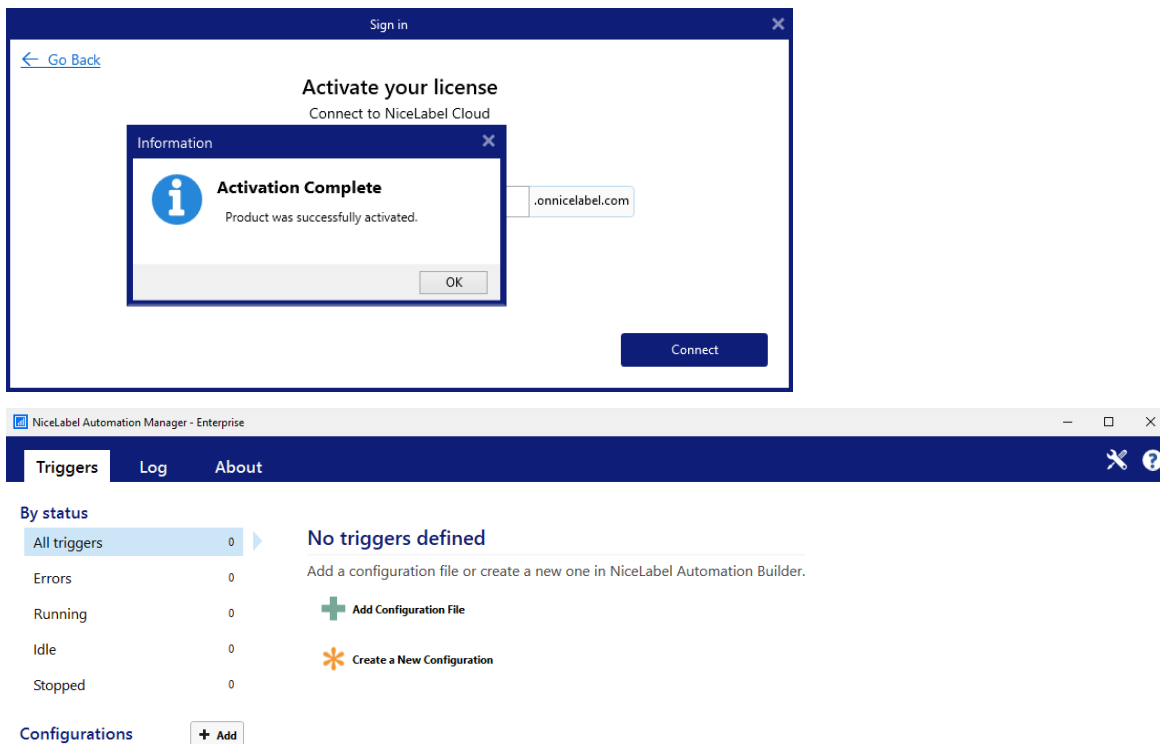 Sign in
Go Back
Activate your license
Connect to NiceLabel Cloud
Information
Activation Complete
Product was successfully activated.
.onnicelabel.com
OK
Connect
NiceLabel Automation Manager - Enterprise
Triggers Log About
By status
All triggers 0
Errors 0
Running 0
Idle 0
Stopped 0
Configurations + Add
No triggers defined
Add a configuration file or create a new one in NiceLabel Automation Builder.
Add Configuration File
Create a New Configuration